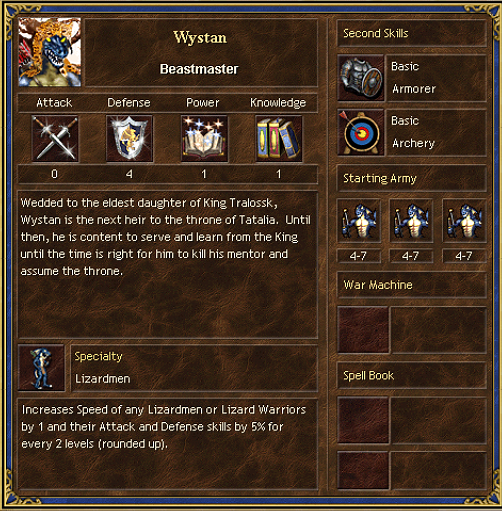 Wystan
Beastmaster
Attack Defense Power Knowledge
0 4 1 1
Wedded to the eldest daughter of King Tralossk,
Wystan is the next heir to the throne of Tatalia. Until
then, he is content to serve and learn from the King
until the time is right for him to kill his mentor and
assume the throne.
Specialty
Lizardmen
Increases Speed of any Lizardmen or Lizard Warriors
by 1 and their Attack and Defense skills by 5% for
every 2 levels (rounded up).
Second Skills
Basic
Armorer
Basic
Archery
Starting Army
4-7 4-7 4-7
War Machine
Spell Book